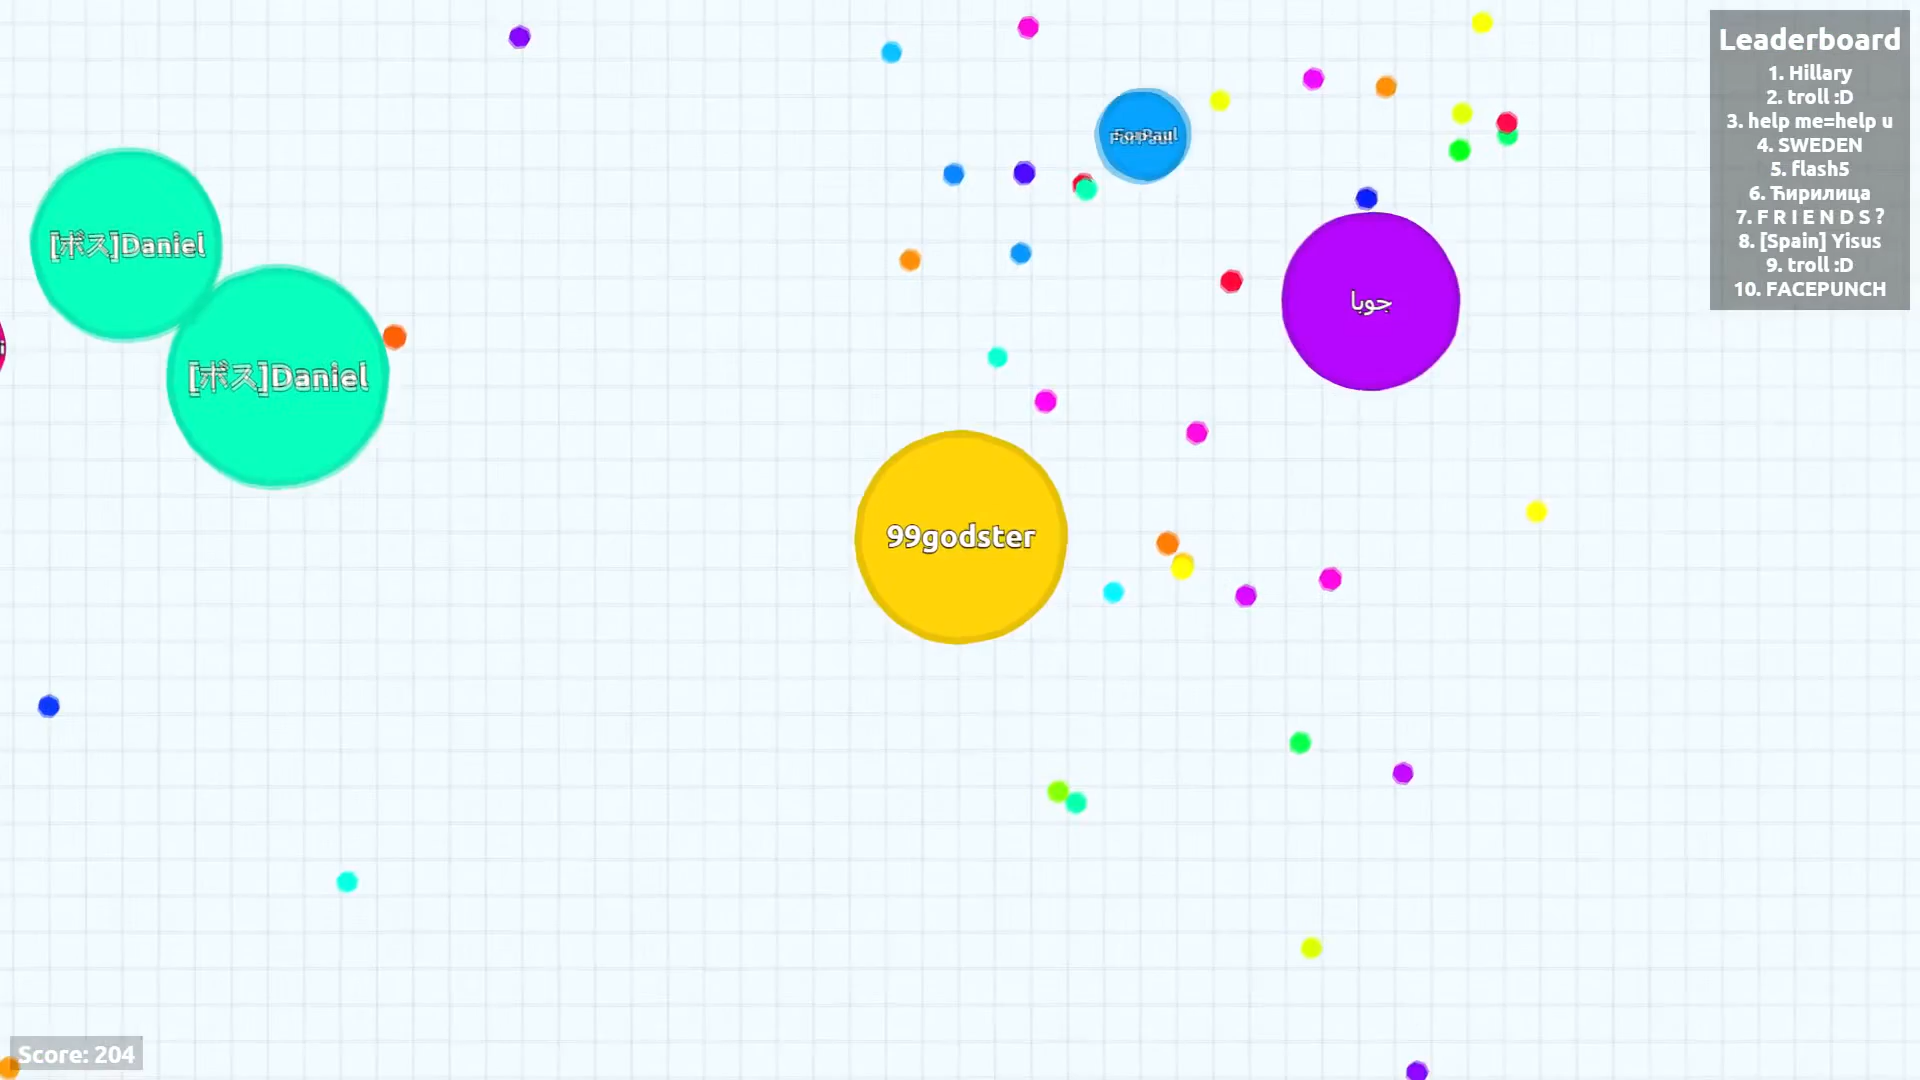 Leaderboard
1. Hillary
2. troll :D
3. help me=help u
4. SWEDEN
5. flash5
6. Ћирилица
7. F R I E N D S ?
8. [Spain] Yisus
9. troll :D
10. FACEPUNCH
ForPaul
[ボス]Daniel
جوبا
[ボス]Daniel
99godster
Score: 204